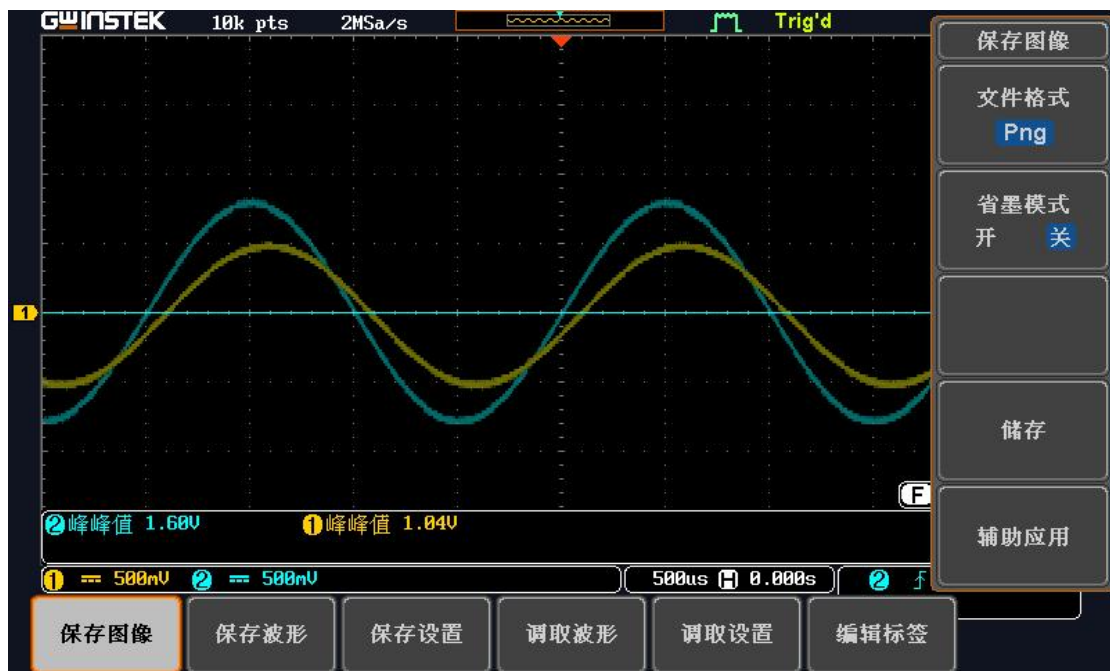 GWINSTEK 10k pts 2MSa/s Trig'd
保存图像
文件格式
Png
省墨模式
开 关
1
储存
F
2 峰峰值 1.60V 1 峰峰值 1.04V
辅助应用
1 500mV 2 500mV 500us H 0.000s 2
保存图像 保存波形 保存设置 调取波形 调取设置 编辑标签